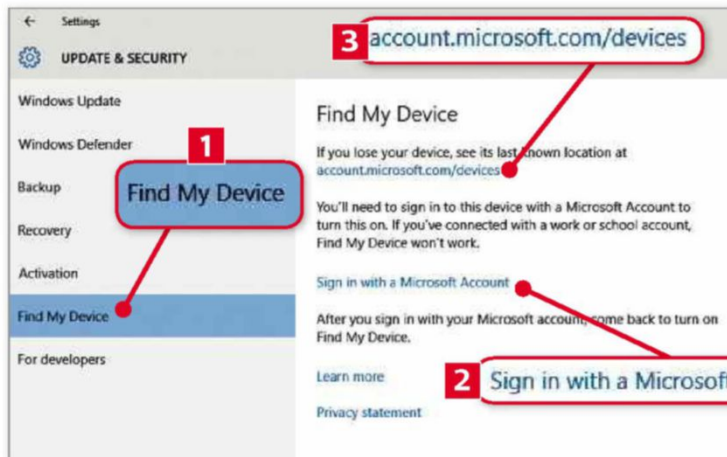 ← Settings
UPDATE & SECURITY
3 account.microsoft.com/devices
Windows Update
Windows Defender
1
Backup
Find My Device
Recovery
Activation
Find My Device
For developers
Find My Device
If you lose your device, see its last known location at
account.microsoft.com/devices
You'll need to sign in to this device with a Microsoft Account to
turn this on. If you've connected with a work or school account,
Find My Device won't work.
Sign in with a Microsoft Account
After you sign in with your Microsoft account, come back to turn on
Find My Device.
Learn more
2 Sign in with a Microsoft
Privacy statement